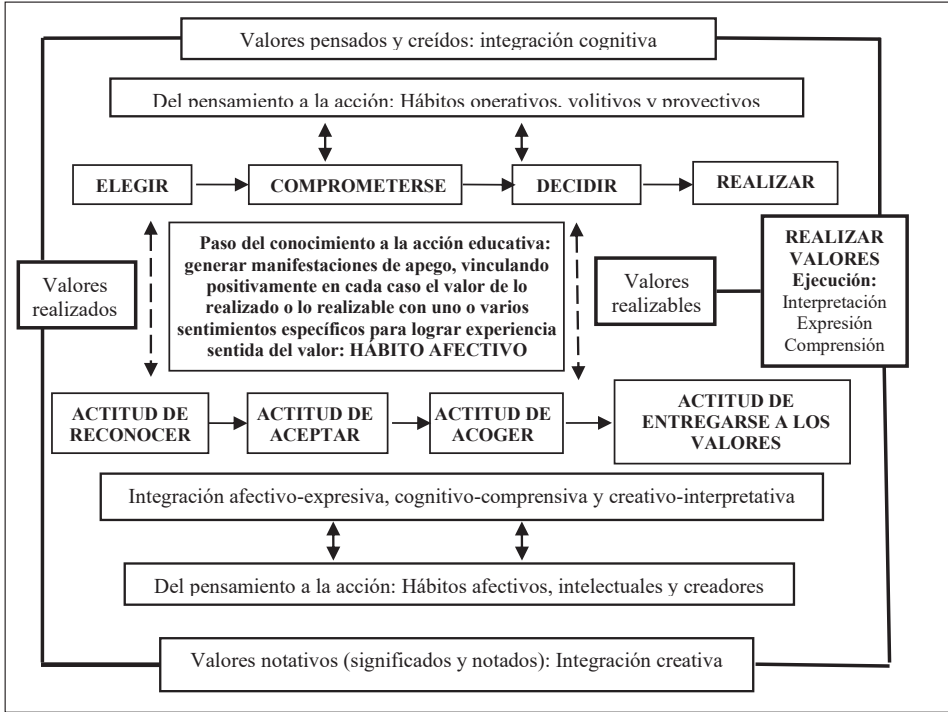 Valores pensados y creídos: integración cognitiva
Del pensamiento a la acción: Hábitos operativos, volitivos y proyectivos
ELEGIR
COMPROMETERSE
DECIDIR
REALIZAR
Paso del conocimiento a la acción educativa:
generar manifestaciones de apego, vinculando
positivamente en cada caso el valor de lo
realizado o lo realizable con uno o varios
sentimientos específicos para lograr experiencia
sentida del valor: HÁBITO AFECTIVO
Valores
realizados
Valores
realizables
REALIZAR
VALORES
Ejecución:
Interpretación
Expresión
Comprensión
ACTITUD DE
RECONOCER
ACTITUD DE
ACEPTAR
ACTITUD DE
ACOGER
ACTITUD DE
ENTREGARSE A LOS
VALORES
Integración afectivo-expresiva, cognitivo-comprensiva y creativo-interpretativa
Del pensamiento a la acción: Hábitos afectivos, intelectuales y creadores
Valores notativos (significados y notados): Integración creativa